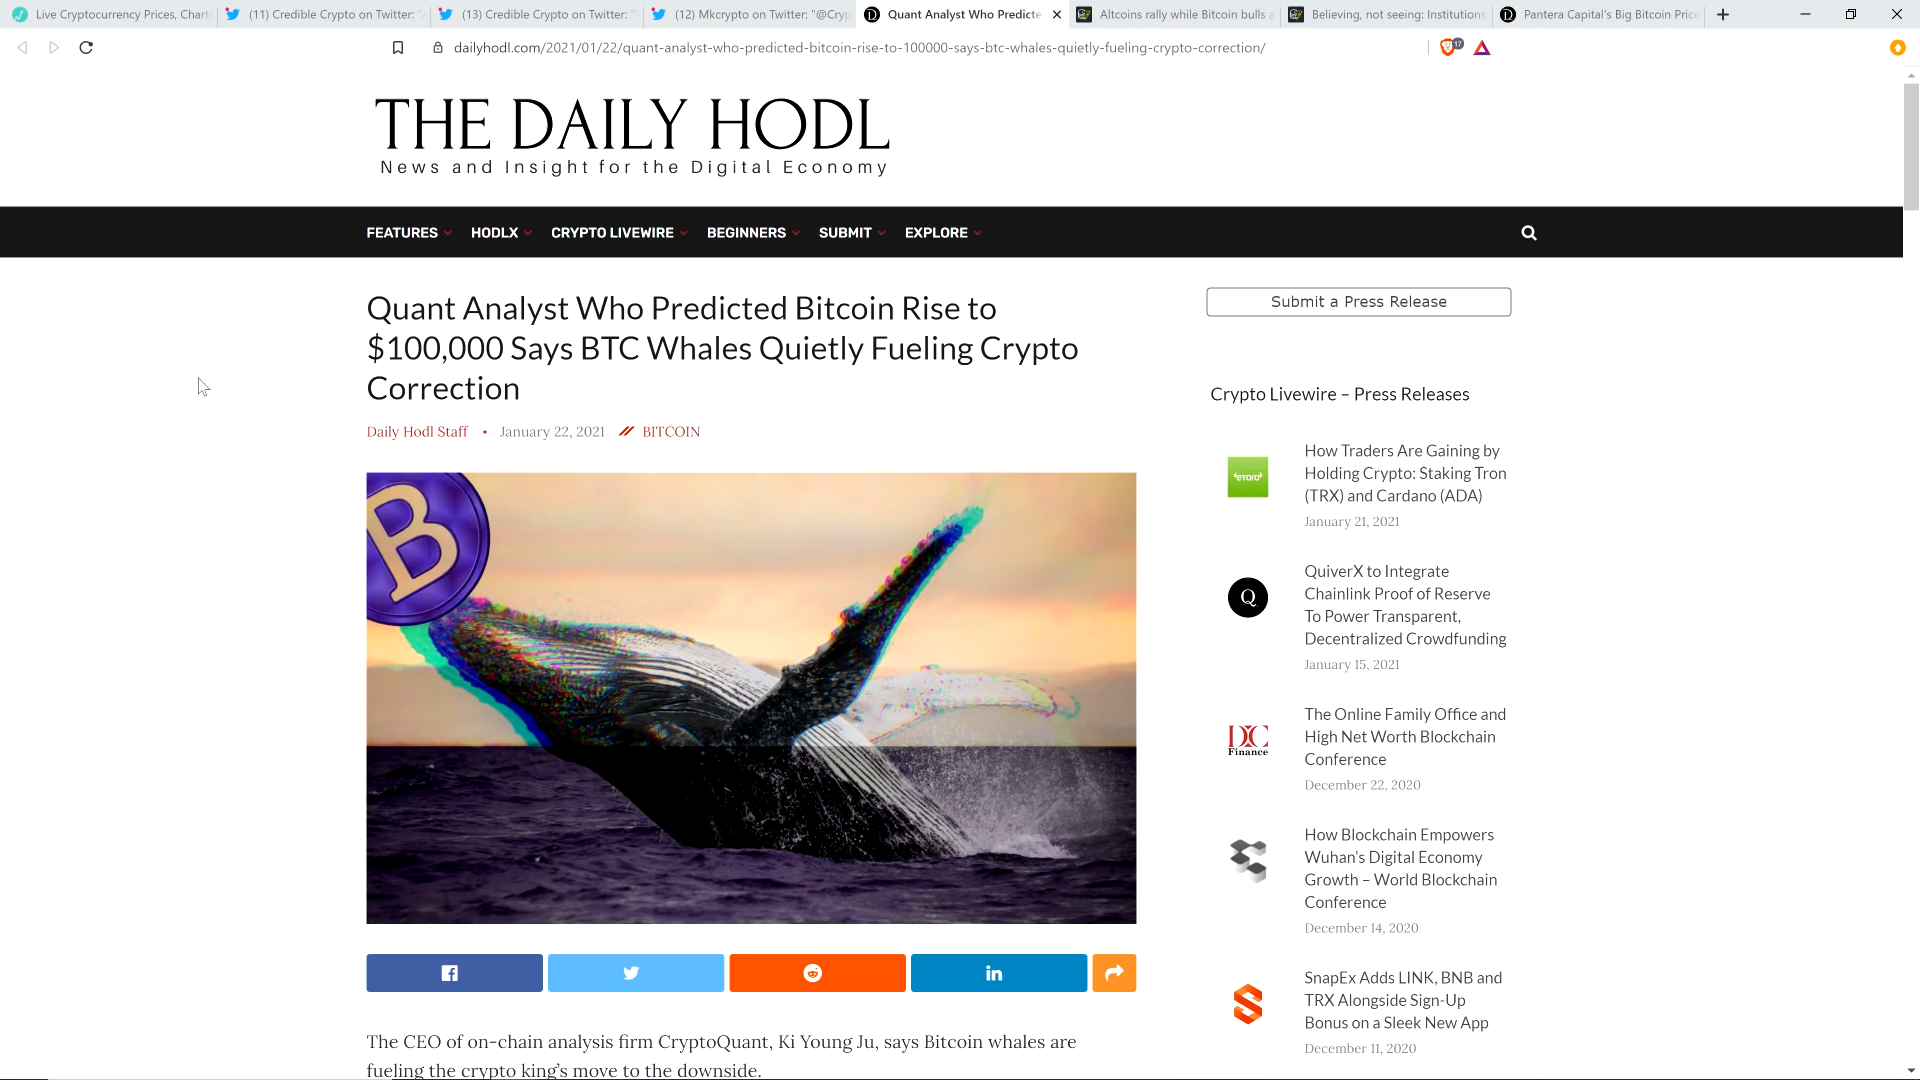 Live Cryptocurrency Prices, Chart
(11) Credible Crypto on Twitter: "
(13) Credible Crypto on Twitter: "
(12) Mkcrypto on Twitter: "@Cryp
Quant Analyst Who Predicte
Altcoins rally while Bitcoin bulls a
Believing, not seeing: Institutions
Pantera Capital's Big Bitcoin Price
dailyhodl.com/2021/01/22/quant-analyst-who-predicted-bitcoin-rise-to-100000-says-btc-whales-quietly-fueling-crypto-correction/
17
THE DAILY HODL
News and Insight for the Digital Economy
FEATURES HODLX CRYPTO LIVEWIRE BEGINNERS SUBMIT EXPLORE
Quant Analyst Who Predicted Bitcoin Rise to
$100,000 Says BTC Whales Quietly Fueling Crypto
Correction
Daily Hodl Staff • January 22, 2021 BITCOIN
The CEO of on-chain analysis firm CryptoQuant, Ki Young Ju, says Bitcoin whales are
fueling the crypto king's move to the downside.
Submit a Press Release
Crypto Livewire – Press Releases
eToro
How Traders Are Gaining by
Holding Crypto: Staking Tron
(TRX) and Cardano (ADA)
January 21, 2021
Q
QuiverX to Integrate
Chainlink Proof of Reserve
To Power Transparent,
Decentralized Crowdfunding
January 15, 2021
DC
Finance
The Online Family Office and
High Net Worth Blockchain
Conference
December 22, 2020
How Blockchain Empowers
Wuhan's Digital Economy
Growth – World Blockchain
Conference
December 14, 2020
SnapEx Adds LINK, BNB and
TRX Alongside Sign-Up
Bonus on a Sleek New App
December 11, 2020